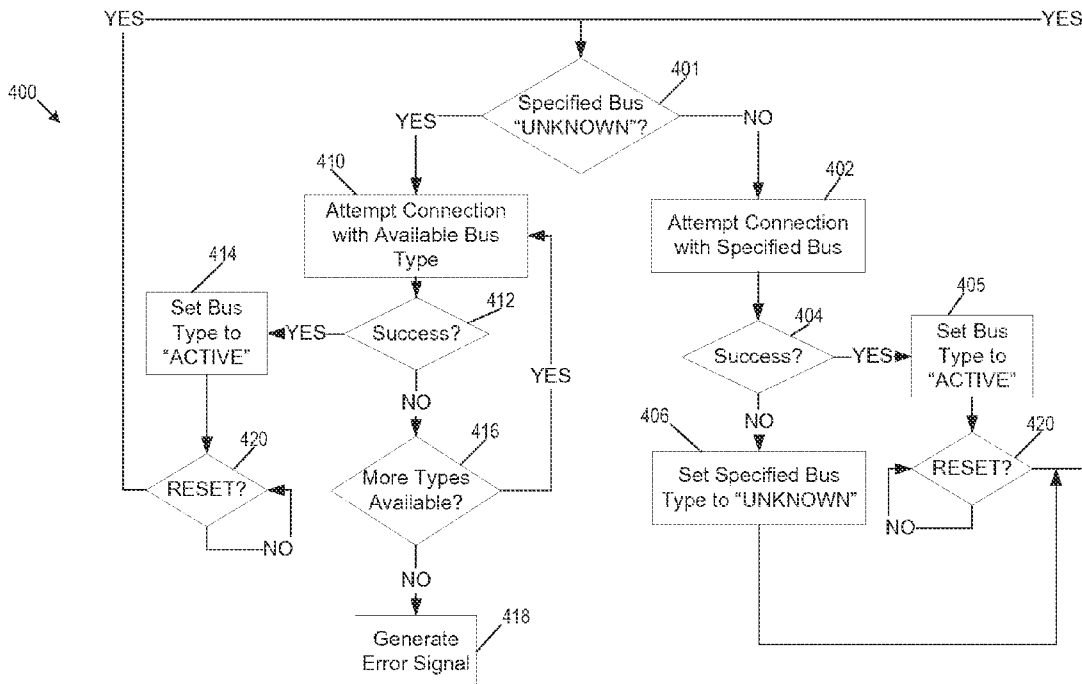 YES
YES
400
401
Specified Bus
"UNKNOWN"?
YES
NO
410
Attempt Connection
with Available Bus
Type
402
Attempt Connection
with Specified Bus
414
Set Bus
Type to
"ACTIVE"
412
Success?
YES
YES
NO
404
Success?
YES
NO
405
Set Bus
Type to
"ACTIVE"
420
RESET?
NO
416
More Types
Available?
NO
406
Set Specified Bus
Type to "UNKNOWN"
420
RESET?
NO
418
Generate
Error Signal